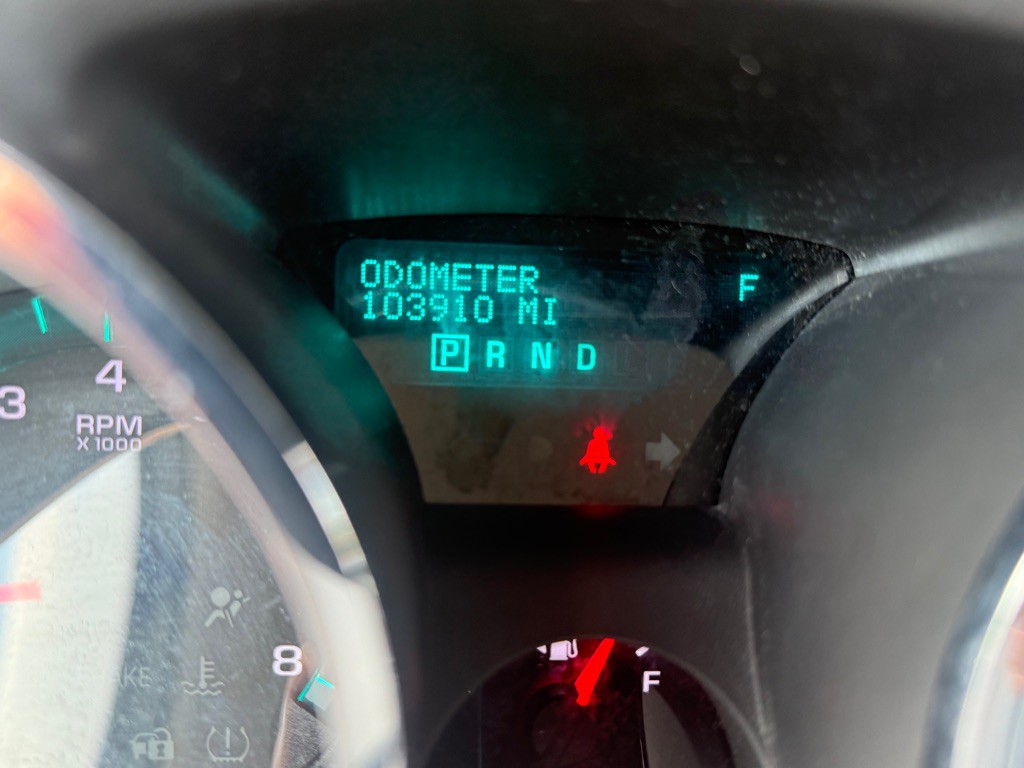 ODOMETER
103910 MI
F
P R N D
3
4
RPM
X 1000
8
F